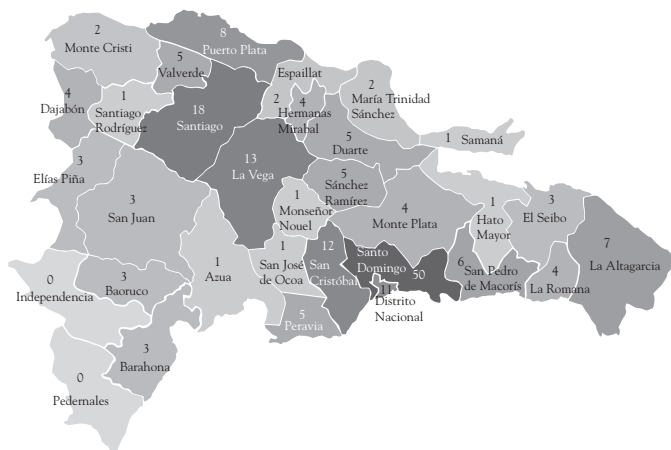 2
Monte Cristi
8
Puerto Plata
5
Valverde
Espaillat
2
4
Hermanas
Mirabal
2
María Trinidad
Sánchez
4
Dajabón
1
Santiago
Rodríguez
18
Santiago
5
Duarte
1 Samaná
3
Elías Piña
3
San Juan
13
La Vega
5
Sánchez
Ramírez
1
Monseñor
Nouel
4
Monte Plata
1
Hato
Mayor
3
El Seibo
7
La Altagarcia
0
Independencia
3
Baoruco
1
Azua
1
San José
de Ocoa
12
San
Cristóbal
Santo
Domingo
50
11
Distrito
Nacional
6
San Pedro
de Macorís
4
La Romana
5
Peravia
3
Barahona
0
Pedernales